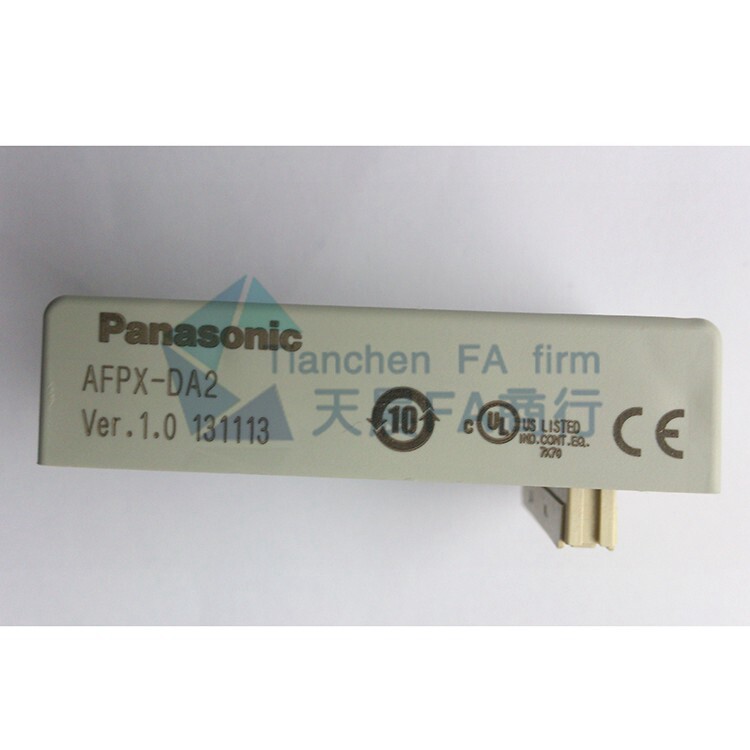 Panasonic
Tianchen FA firm
AFPX-DA2
Ver.1.0 131113
天辰FA商行
10
C UL US LISTED
IND.CONT.EQ.
7X70
CE